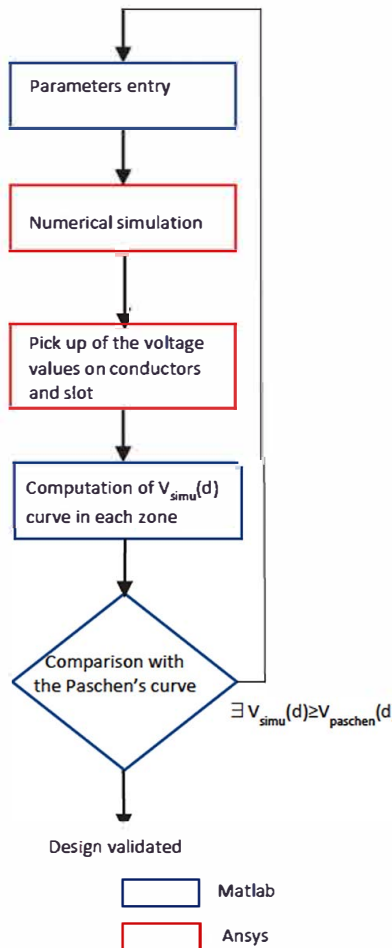 Parameters entry
Numerical simulation
Pick up of the voltage
values on conductors
and slot
Computation of Vsimu(d)
curve in each zone
Comparison with
the Paschen's curve
∃ Vsimu(d)≥Vpaschen(d
Design validated
Matlab
Ansys